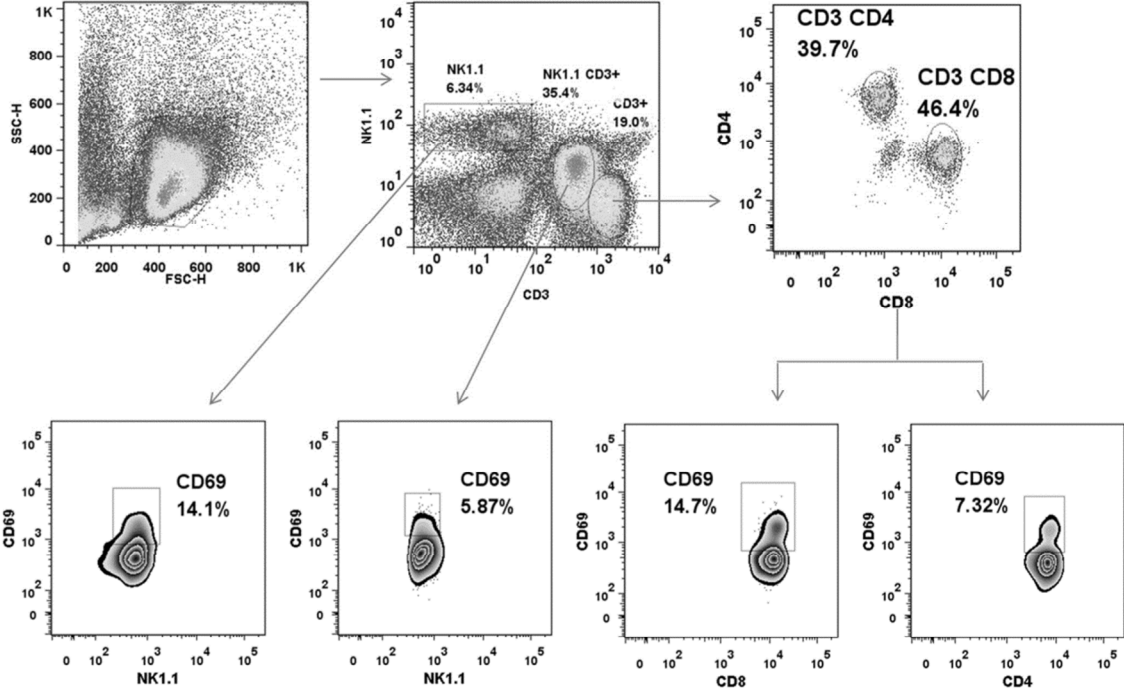 1K
800
600
400
200
0
SSC-H
0 200 400 600 800 1K
FSC-H
10^4
10^3
10^2
10^1
10^0
NK1.1
NK1.1
6.34%
NK1.1 CD3+
35.4%
CD3+
19.0%
10^0 10^1 10^2 10^3 10^4
CD3
10^5
10^4
10^3
10^2
0
CD4
CD3 CD4
39.7%
CD3 CD8
46.4%
0 10^2 10^3 10^4 10^5
CD8
10^5
10^4
10^3
10^2
0
CD69
CD69
14.1%
0 10^2 10^3 10^4 10^5
NK1.1
10^5
10^4
10^3
10^2
0
CD69
CD69
5.87%
0 10^2 10^3 10^4 10^5
NK1.1
10^5
10^4
10^3
10^2
0
CD69
CD69
14.7%
0 10^2 10^3 10^4 10^5
CD8
10^5
10^4
10^3
10^2
0
CD69
CD69
7.32%
0 10^2 10^3 10^4 10^5
CD4